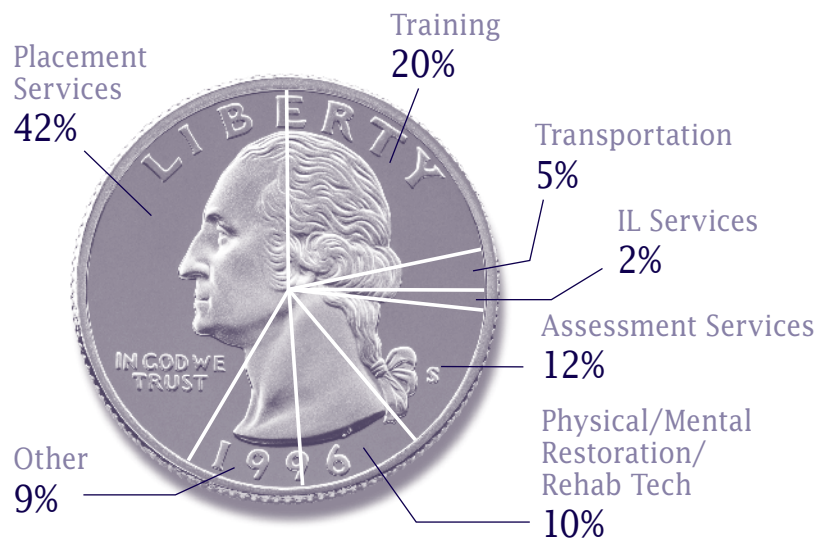 Training
20%
Placement
Services
42%
Transportation
5%
IL Services
2%
Assessment Services
12%
Physical/Mental
Restoration/
Rehab Tech
10%
Other
9%
LIBERTY
IN GOD WE
TRUST
S
1996